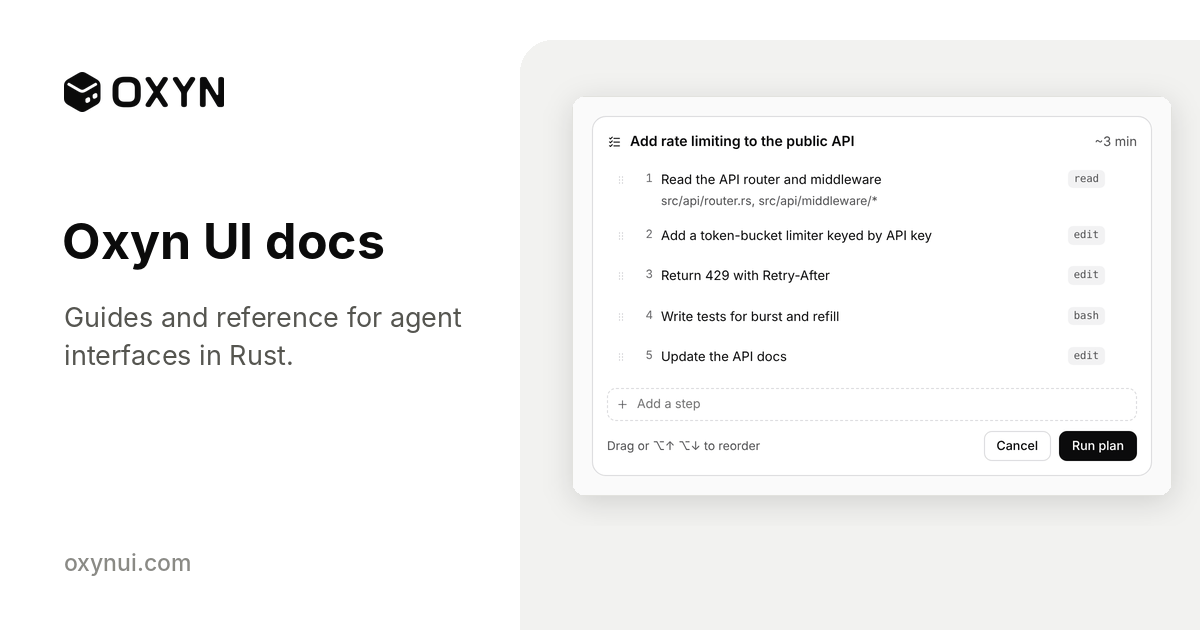 OXYN
Oxyn UI docs
Guides and reference for agent
interfaces in Rust.
oxynui.com
Add rate limiting to the public API ~3 min
1 Read the API router and middleware read
src/api/router.rs, src/api/middleware/*
2 Add a token-bucket limiter keyed by API key edit
3 Return 429 with Retry-After edit
4 Write tests for burst and refill bash
5 Update the API docs edit
+ Add a step
Drag or ⌥↑ ⌥↓ to reorder Cancel Run plan